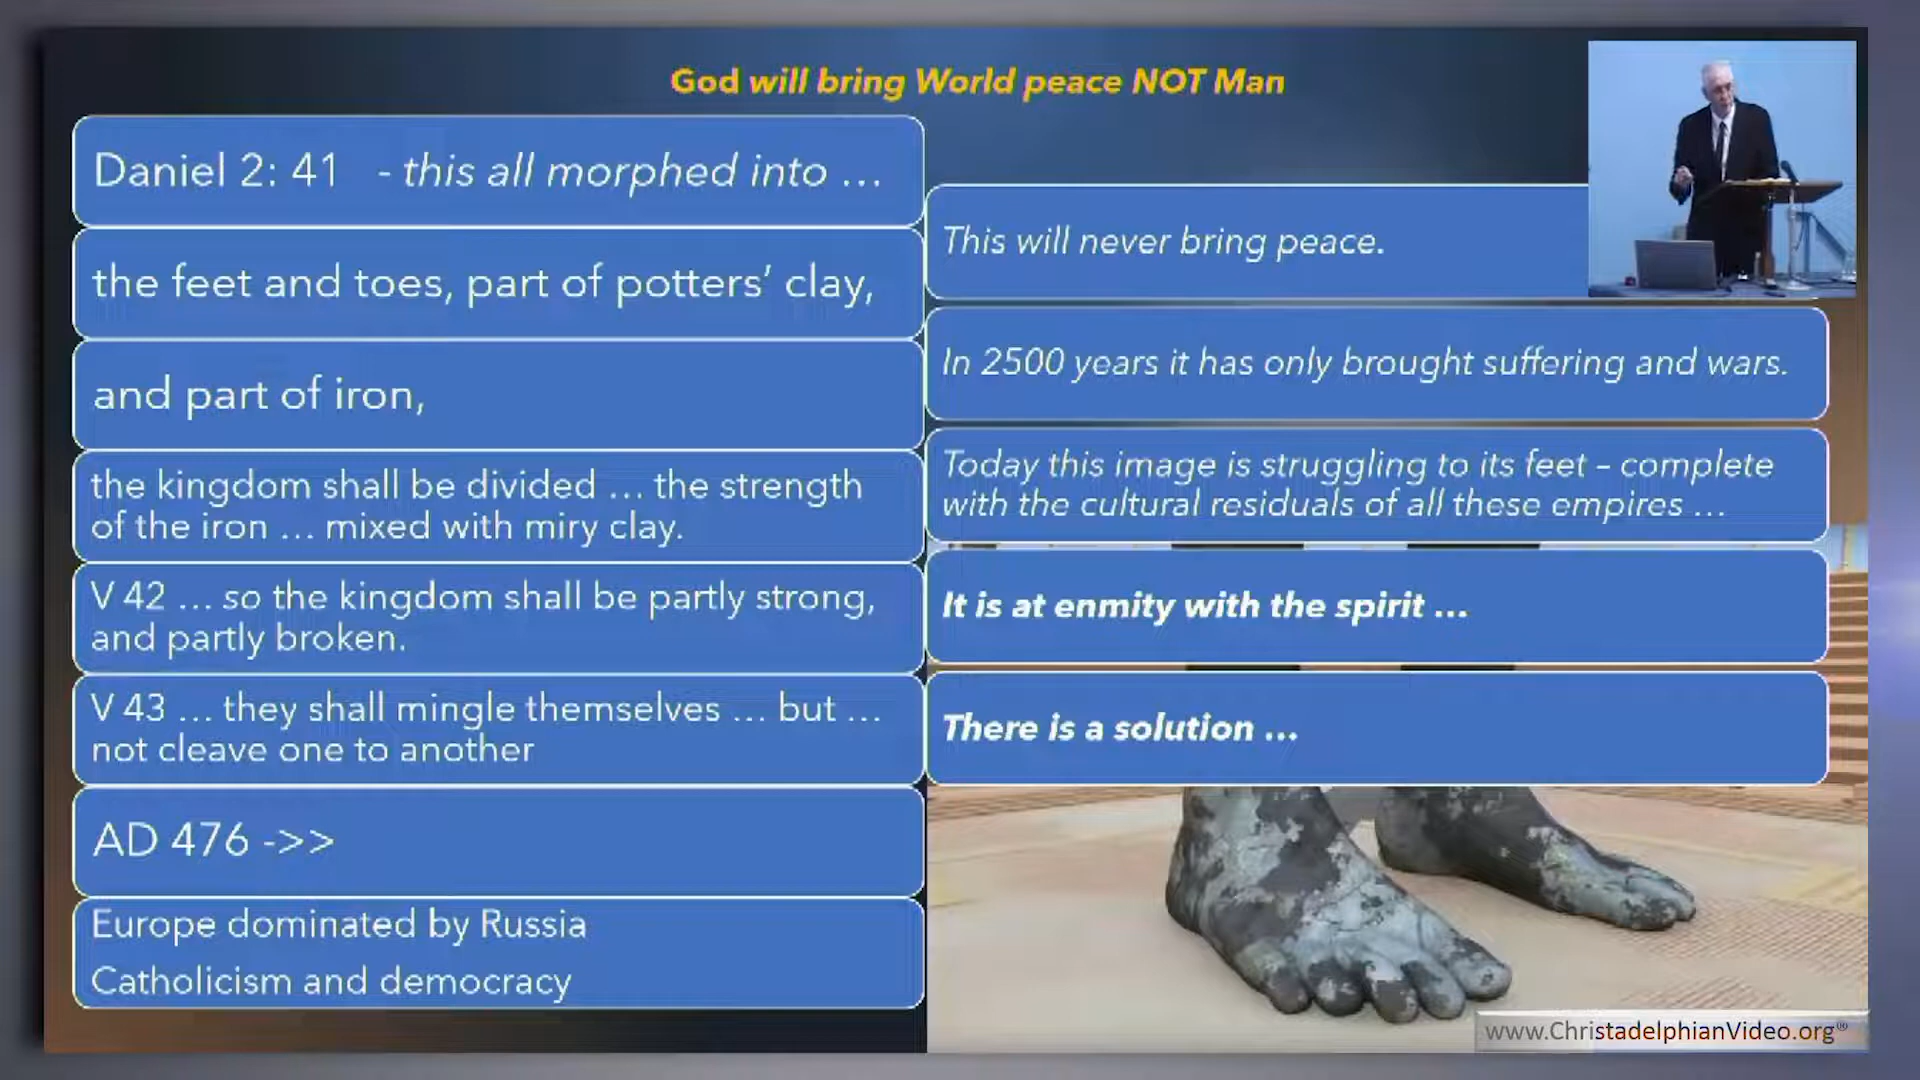 God will bring World peace NOT Man
Daniel 2: 41 - this all morphed into ...
the feet and toes, part of potters' clay,
and part of iron,
the kingdom shall be divided ... the strength
of the iron ... mixed with miry clay.
V 42 ... so the kingdom shall be partly strong,
and partly broken.
V 43 ... they shall mingle themselves ... but ...
not cleave one to another
AD 476 ->>
Europe dominated by Russia
Catholicism and democracy
This will never bring peace.
In 2500 years it has only brought suffering and wars.
Today this image is struggling to its feet – complete
with the cultural residuals of all these empires ...
It is at enmity with the spirit ...
There is a solution ...
www.ChristadelphianVideo.org®